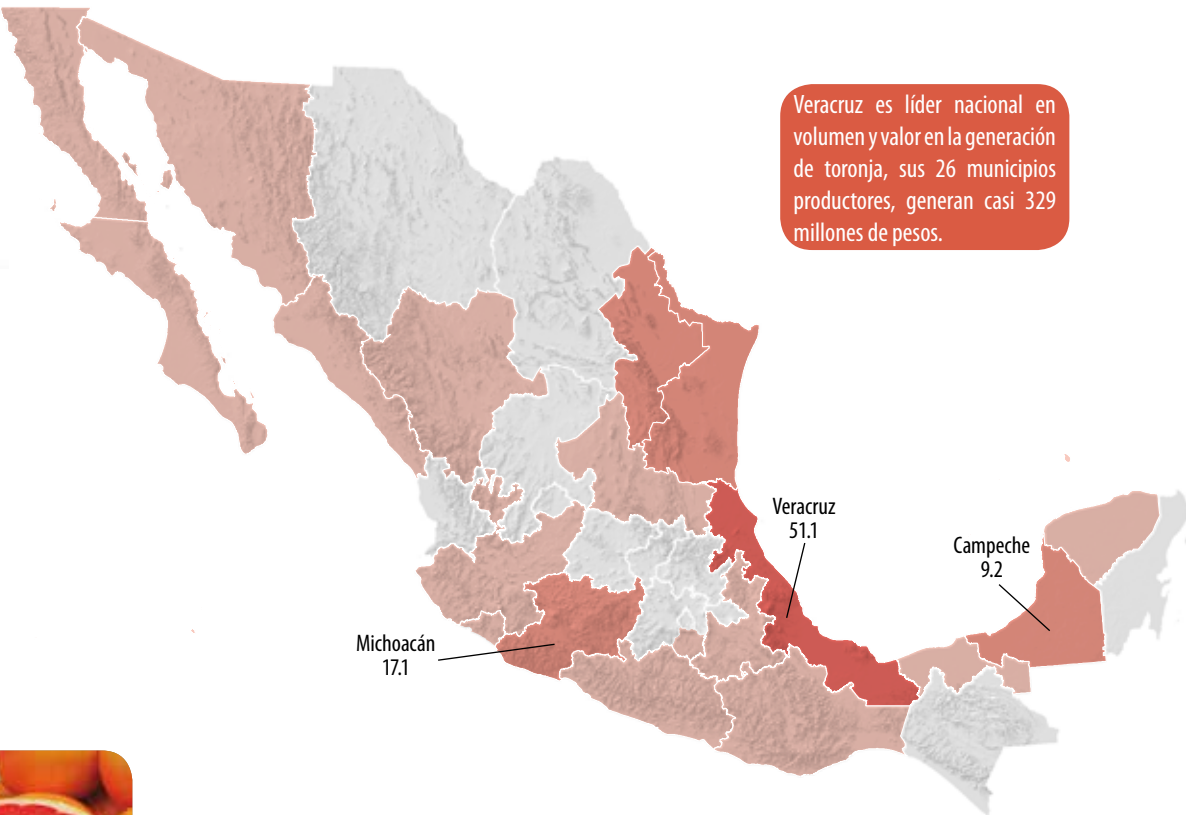 Veracruz es líder nacional en
volumen y valor en la generación
de toronja, sus 26 municipios
productores, generan casi 329
millones de pesos.
Veracruz
51.1
Campeche
9.2
Michoacán
17.1